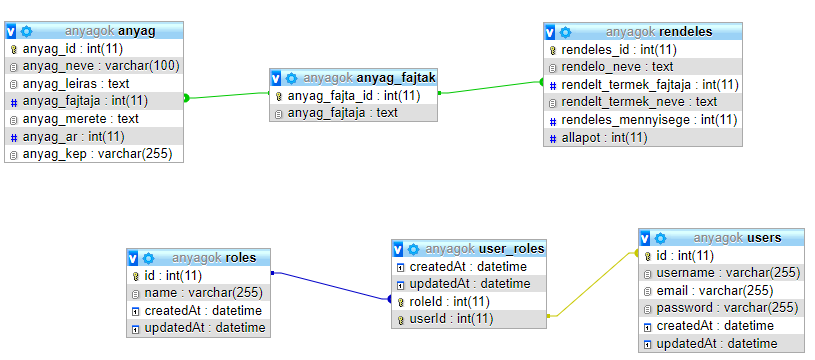 anyagok anyag
anyag_id : int(11)
anyag_neve : varchar(100)
anyag_leiras : text
anyag_fajtaja : int(11)
anyag_merete : text
anyag_ar : int(11)
anyag_kep : varchar(255)
anyagok anyag_fajtak
anyag_fajta_id : int(11)
anyag_fajtaja : text
anyagok rendeles
rendeles_id : int(11)
rendelo_neve : text
rendelt_termek_fajtaja : int(11)
rendelt_termek_neve : text
rendeles_mennyisege : int(11)
allapot : int(11)
anyagok roles
id : int(11)
name : varchar(255)
createdAt : datetime
updatedAt : datetime
anyagok user_roles
createdAt : datetime
updatedAt : datetime
roleId : int(11)
userId : int(11)
anyagok users
id : int(11)
username : varchar(255)
email : varchar(255)
password : varchar(255)
createdAt : datetime
updatedAt : datetime